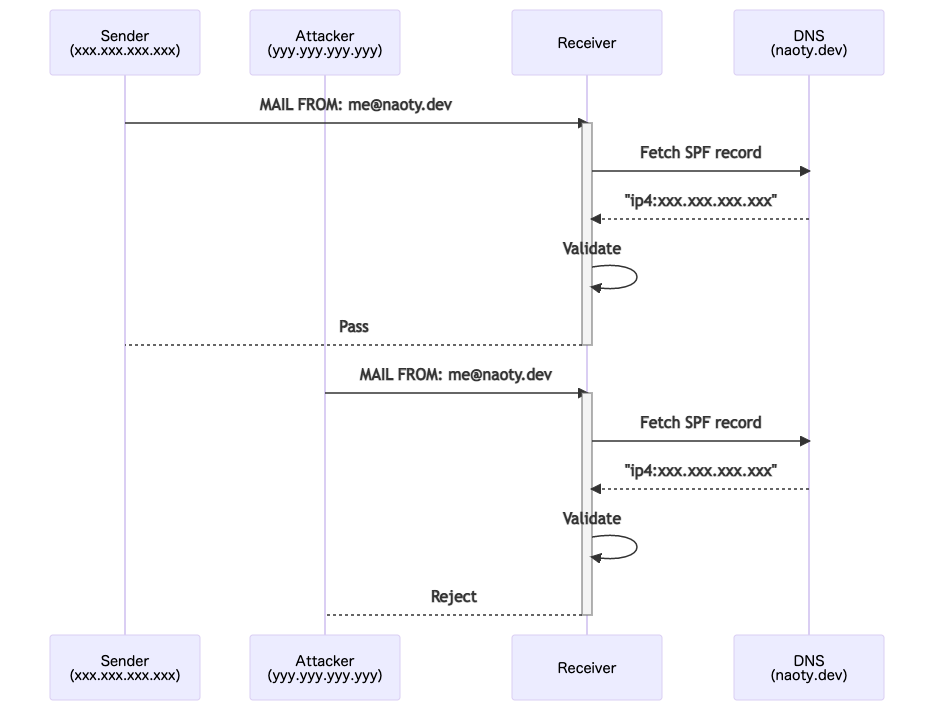 Sender
(xxx.xxx.xxx.xxx)
Attacker
(yyy.yyy.yyy.yyy)
Receiver
DNS
(naoty.dev)
MAIL FROM: me@naoty.dev
Fetch SPF record
"ip4:xxx.xxx.xxx.xxx"
Validate
Pass
MAIL FROM: me@naoty.dev
Fetch SPF record
"ip4:xxx.xxx.xxx.xxx"
Validate
Reject
Sender
(xxx.xxx.xxx.xxx)
Attacker
(yyy.yyy.yyy.yyy)
Receiver
DNS
(naoty.dev)